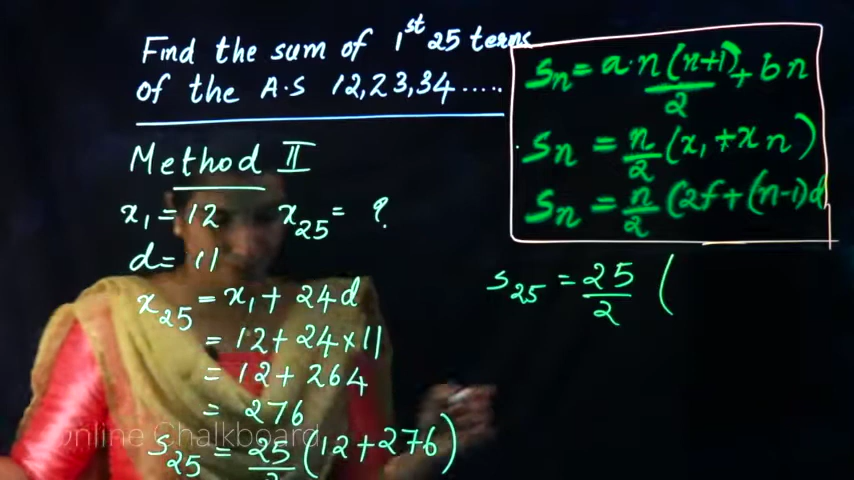 Find the sum of 1st 25 terms
of the A.S 12,23,34.....
Method II
x₁ = 12 x₂₅ = ?
d = 11
x₂₅ = x₁ + 24d
= 12 + 24 × 11
= 12 + 264
= 276
S₂₅ = 25/2 (12 + 276)
Sn = a·n(n+1)/2 + bn
Sn = n/2 (x₁ + xn)
Sn = n/2 (2f + (n-1)d
S₂₅ = 25/2 (
Online Chalkboard